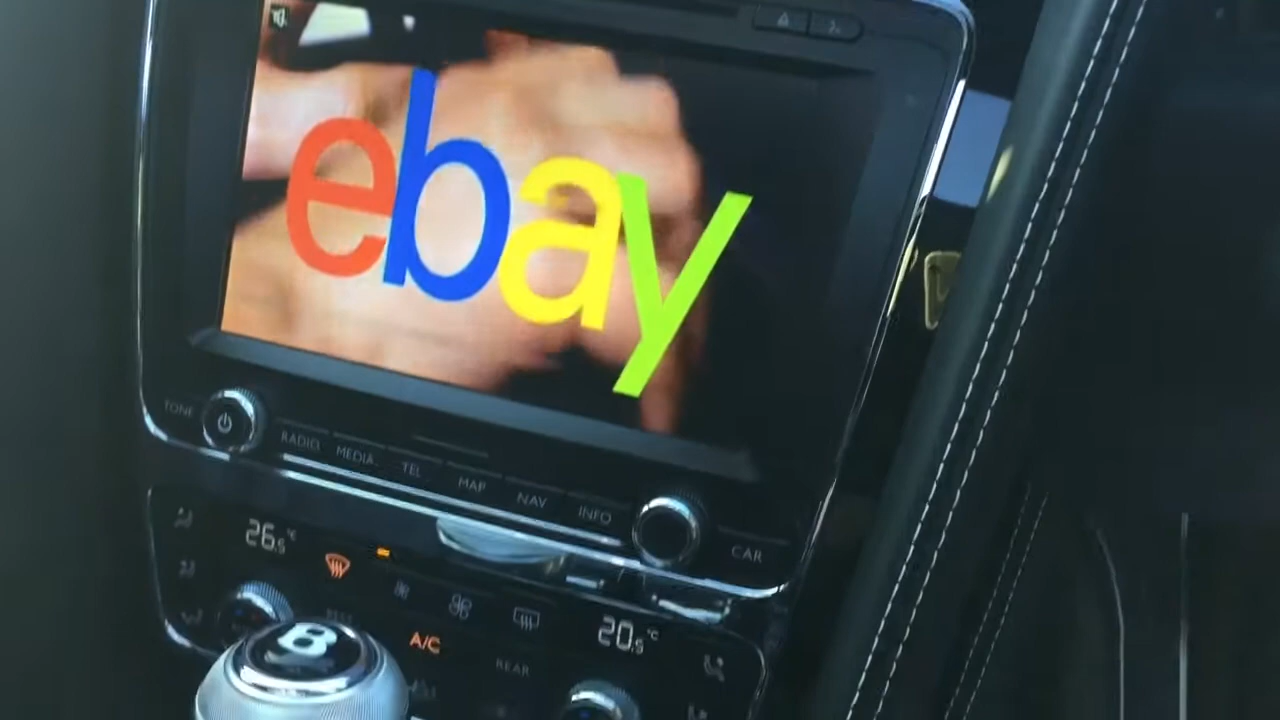 ebay
TONE
RADIO
MEDIA
TEL
MAP
NAV
INFO
CAR
26.5°C
20.5°C
A/C
REAR
B